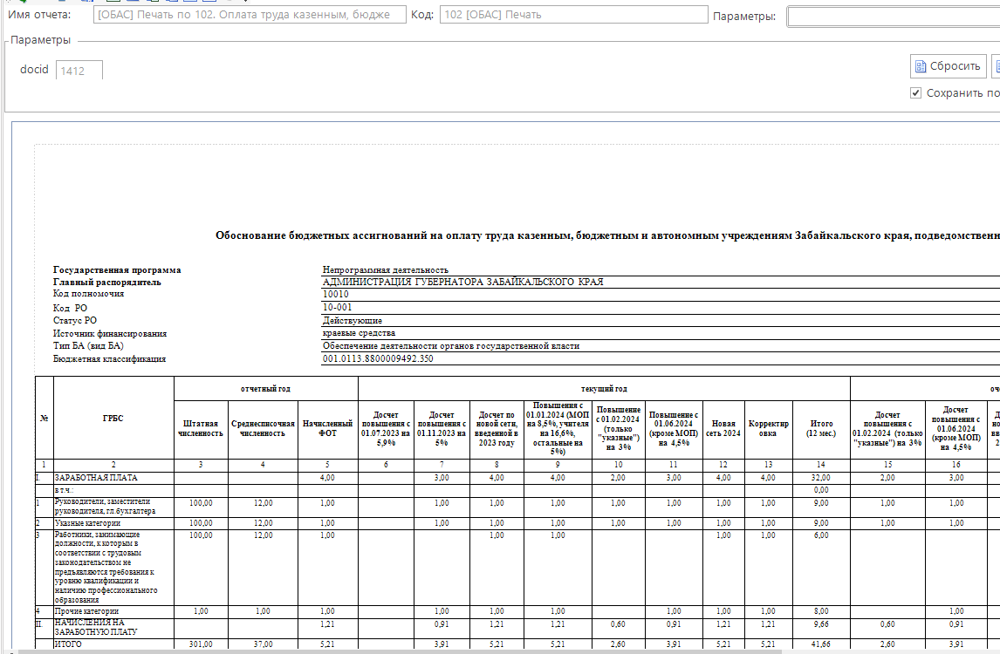 Имя отчета: [ОБАС] Печать по 102. Оплата труда казенным, бюдже Код: 102 [ОБАС] Печать Параметры:
Параметры
docid 1412
Сбросить
Сохранить по
Обоснование бюджетных ассигнований на оплату труда казенным, бюджетным и автономным учреждениям Забайкальского края, подведомственн
Государственная программа Непрограммная деятельность
Главный распорядитель АДМИНИСТРАЦИЯ ГУБЕРНАТОРА ЗАБАЙКАЛЬСКОГО КРАЯ
Код полномочия 10010
Код РО 10-001
Статус РО Действующие
Источник финансирования краевые средства
Тип БА (вид БА) Обеспечение деятельности органов государственной власти
Бюджетная классификация 001.0113.8800009492.350
№
ГРБС
отчетный год
текущий год
оч
Штатная
численность
Среднесписочная
численность
Начисленный
ФОТ
Досчет
повышения с
01.07.2023 на
5,9%
Досчет
повышения с
01.11.2023 на
5%
Досчет по
новой сети,
введенной в
2023 году
Повышения с
01.01.2024 (МОП
на 8,5%, учителя
на 16,6%,
остальные на
5%)
Повышение
с 01.02.2024
(только
"указные")
на 3%
Повышение с
01.06.2024
(кроме МОП)
на 4,5%
Новая
сеть 2024
Корректир
овка
Итого
(12 мес.)
Досчет
повышения с
01.02.2024 (только
"указные") на 3%
Досчет
повышения с
01.06.2024
(кроме МОП)
на 4,5%
1 2 3 4 5 6 7 8 9 10 11 12 13 14 15 16
I. ЗАРАБОТНАЯ ПЛАТА 4,00 3,00 4,00 4,00 2,00 3,00 4,00 4,00 32,00 2,00 3,00
в т.ч.: 0,00
1 Руководители, заместители
руководителя, гл.бухгалтера 100,00 12,00 1,00 1,00 1,00 1,00 1,00 1,00 1,00 1,00 9,00 1,00 1,00
2 Указные категории 100,00 12,00 1,00 1,00 1,00 1,00 1,00 1,00 1,00 1,00 9,00 1,00 1,00
3 Работники, занимающие 100,00 12,00 1,00 1,00 1,00 1,00 1,00 6,00
должности, к которым в
соответствии с трудовым
законодательством не
предъявляются требования к
уровню квалификации и
наличию профессионального
образования
4 Прочие категории 1,00 1,00 1,00 1,00 1,00 1,00 1,00 1,00 1,00 8,00 1,00
II. НАЧИСЛЕНИЯ НА
ЗАРАБОТНУЮ ПЛАТУ 1,21 0,91 1,21 1,21 0,60 0,91 1,21 1,21 9,66 0,60 0,91
ИТОГО 301,00 37,00 5,21 3,91 5,21 5,21 2,60 3,91 5,21 5,21 41,66 2,60 3,91